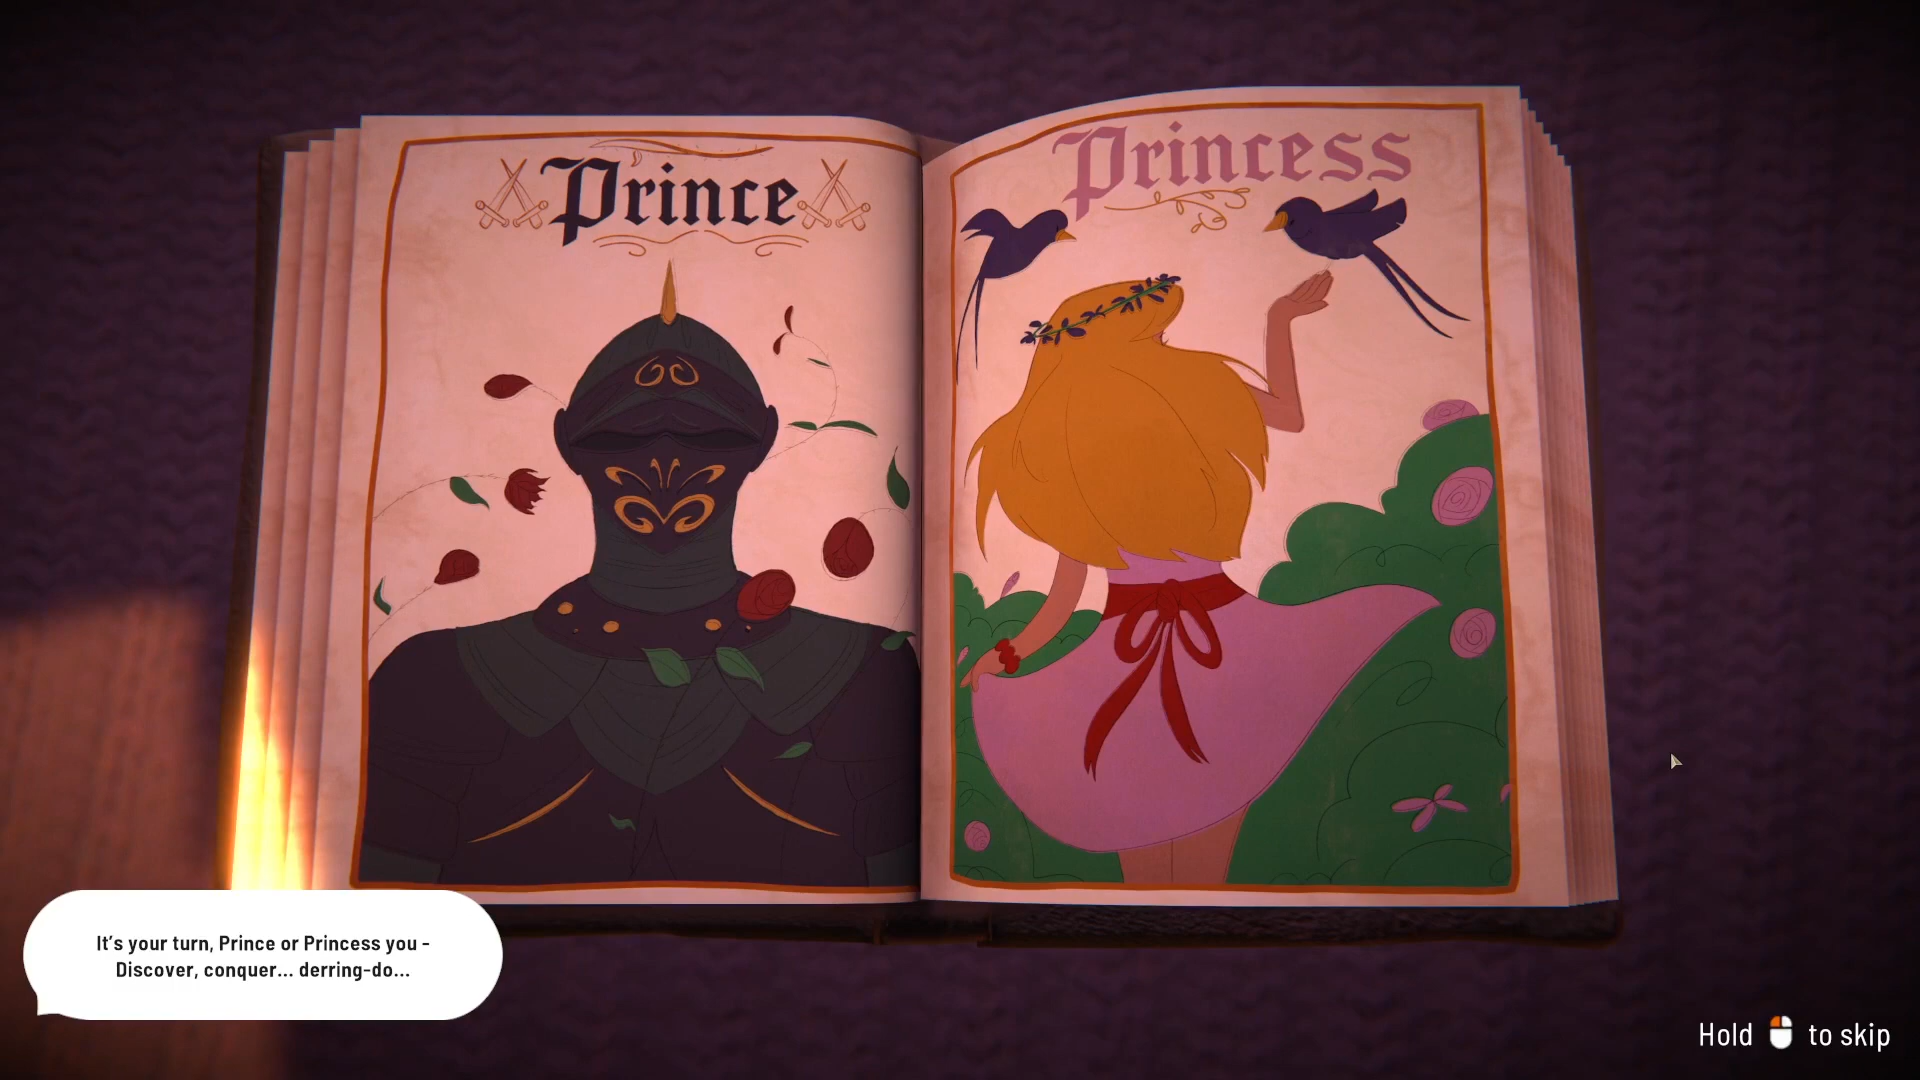 Prince
Princess
It's your turn, Prince or Princess you -
Discover, conquer... derring-do...
Hold to skip